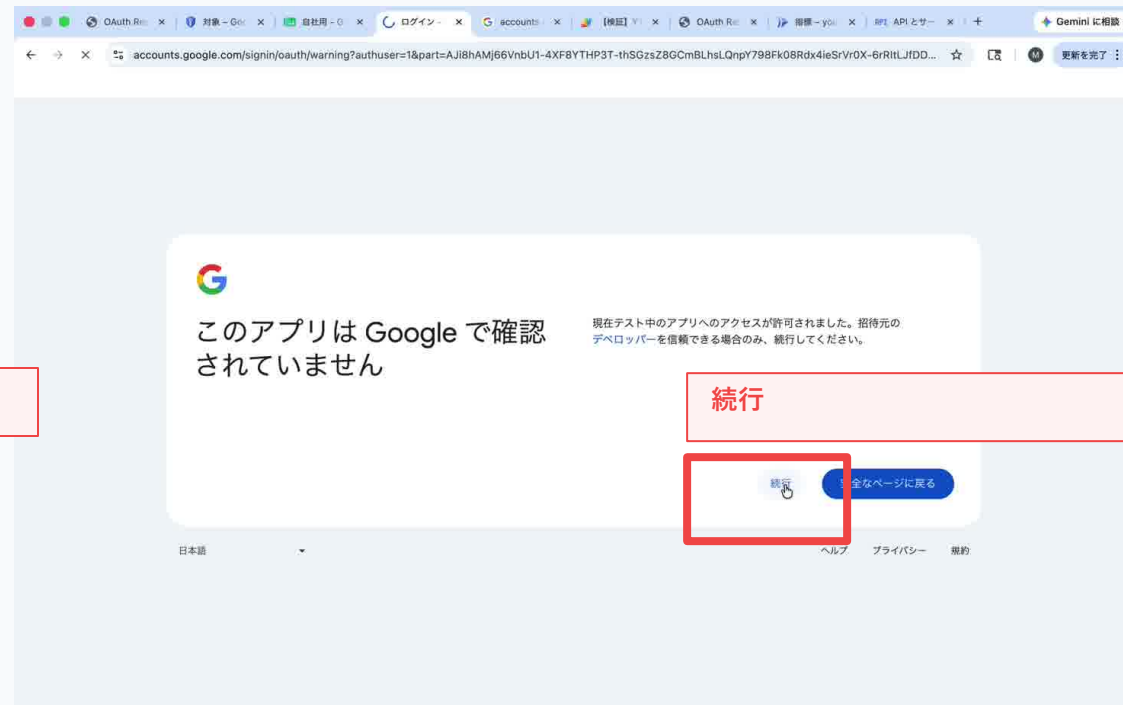 OAuth Re
対象 – Goo
自社用 – G
ログイン -
accounts
【検証】Y
OAuth Re
指標 – you
API APIとサー
Gemini に相談
accounts.google.com/signin/oauth/warning?authuser=1&part=
M
更新を完了
G
このアプリは Google で確認
されていません
現在テスト中のアプリへのアクセスが許可されました。招待元の
デベロッパーを信頼できる場合のみ、続行してください。
続行
続行
全なページに戻る
日本語
ヘルプ プライバシー 規約